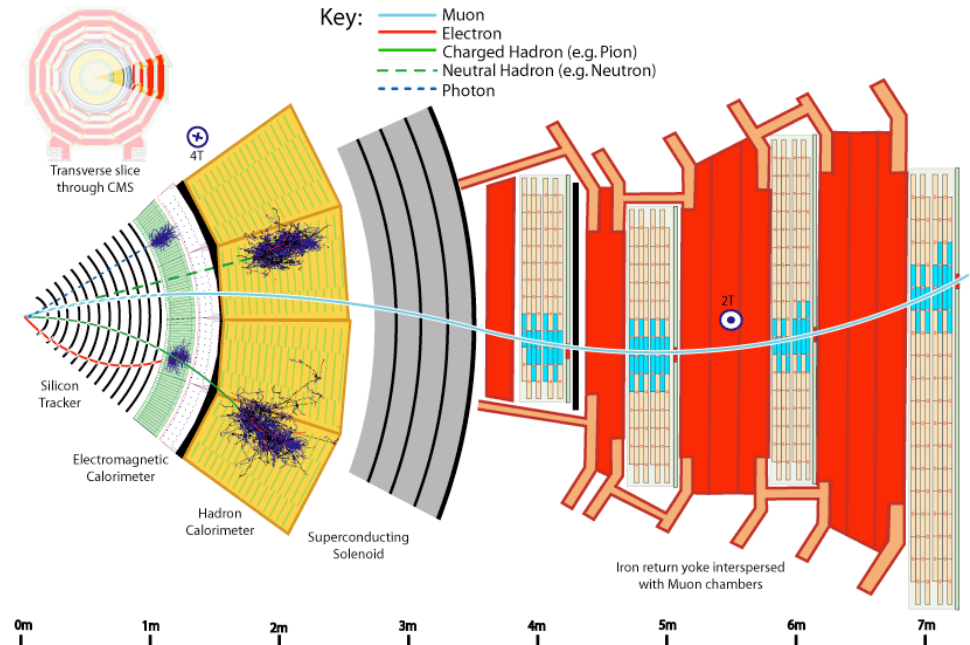 Key:
Muon
Electron
Charged Hadron (e.g. Pion)
Neutral Hadron (e.g. Neutron)
Photon
Transverse slice
through CMS
4T
2T
Silicon
Tracker
Electromagnetic
Calorimeter
Hadron
Calorimeter
Superconducting
Solenoid
Iron return yoke interspersed
with Muon chambers
0m 1m 2m 3m 4m 5m 6m 7m